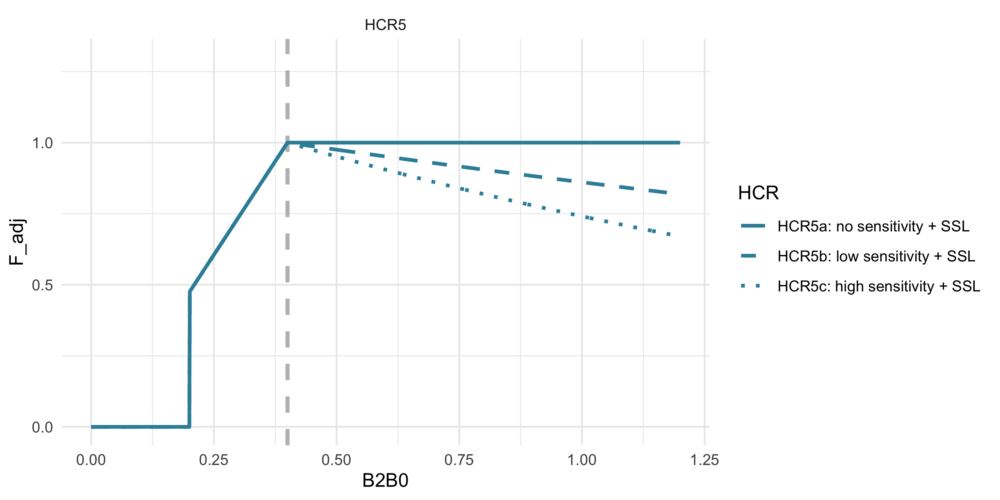 HCR5
1.0
0.5
0.0
F_adj
0.00 0.25 0.50 0.75 1.00 1.25
B2B0
HCR
HCR5a: no sensitivity + SSL
HCR5b: low sensitivity + SSL
HCR5c: high sensitivity + SSL